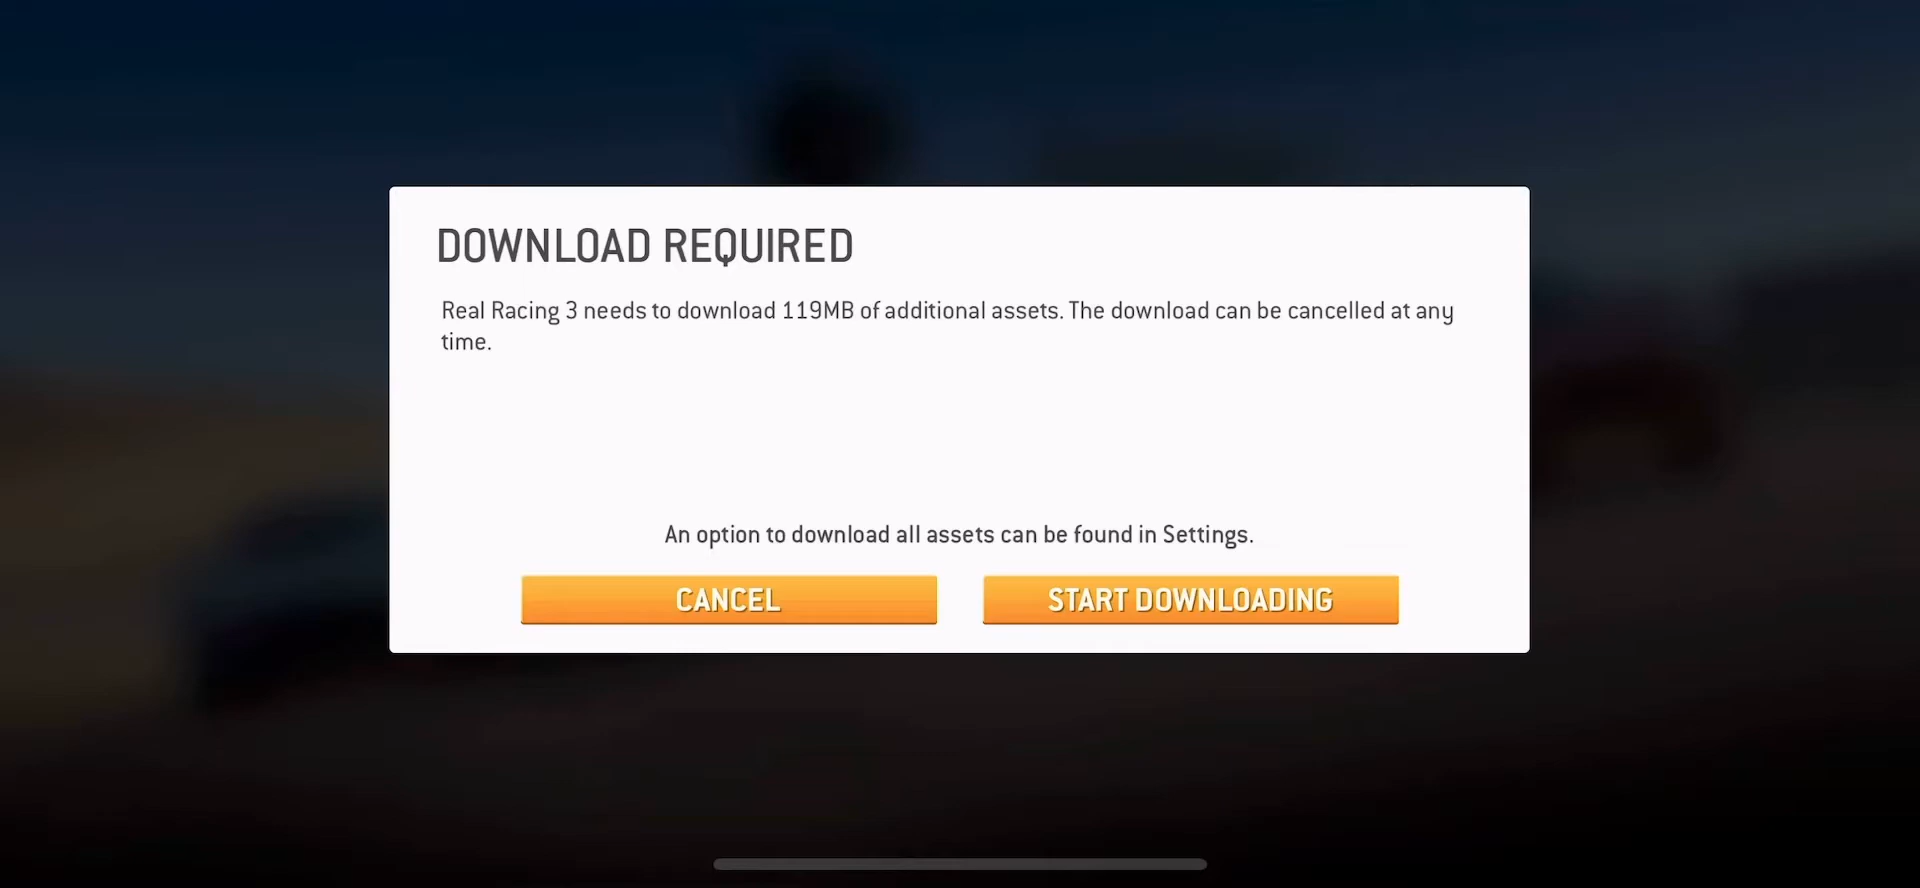 DOWNLOAD REQUIRED
Real Racing 3 needs to download 119MB of additional assets. The download can be cancelled at any
time.
An option to download all assets can be found in Settings.
CANCEL
START DOWNLOADING